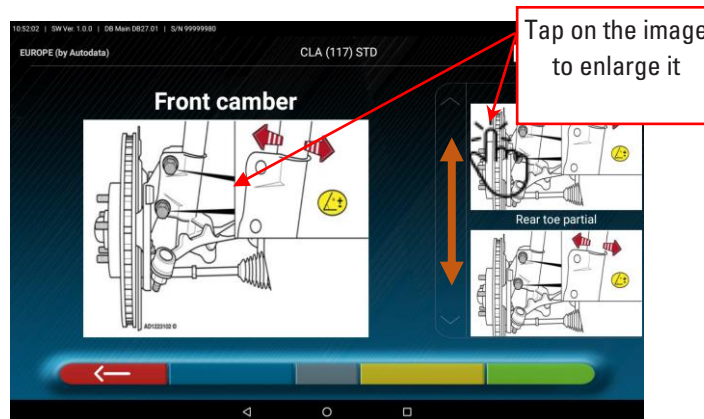 10:52:02 | SW Ver. 1.0.0 | DB Main DB27.01 | S/N 99999980
EUROPE (by Autodata)
CLA (117) STD
Tap on the image
to enlarge it
Front camber
Rear toe partial
AD1223102 ©